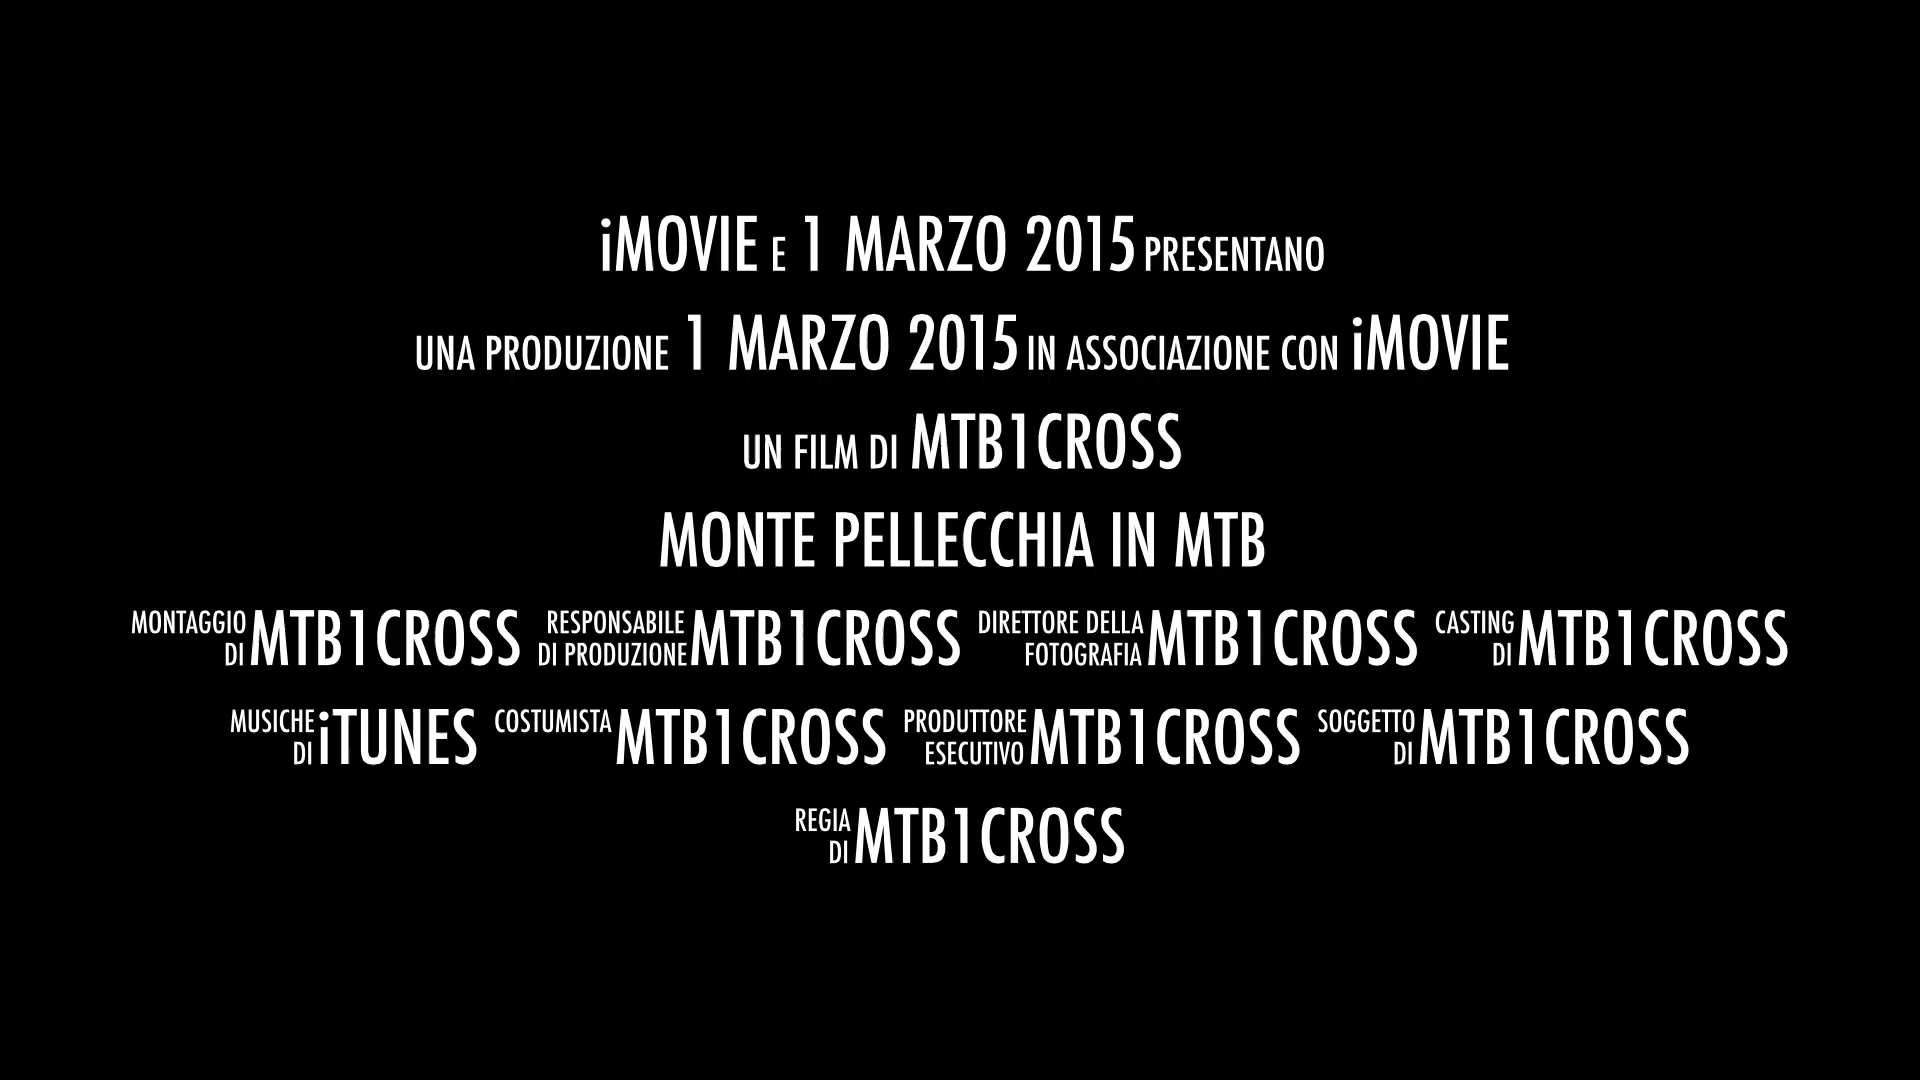 iMOVIE E 1 MARZO 2015 PRESENTANO
UNA PRODUZIONE 1 MARZO 2015 IN ASSOCIAZIONE CON iMOVIE
UN FILM DI MTB1CROSS
MONTE PELLECCHIA IN MTB
MONTAGGIO DI MTB1CROSS RESPONSABILE DI PRODUZIONE MTB1CROSS DIRETTORE DELLA FOTOGRAFIA MTB1CROSS CASTING DI MTB1CROSS
MUSICHE DI iTUNES COSTUMISTA MTB1CROSS PRODUTTORE ESECUTIVO MTB1CROSS SOGGETTO DI MTB1CROSS
REGIA DI MTB1CROSS